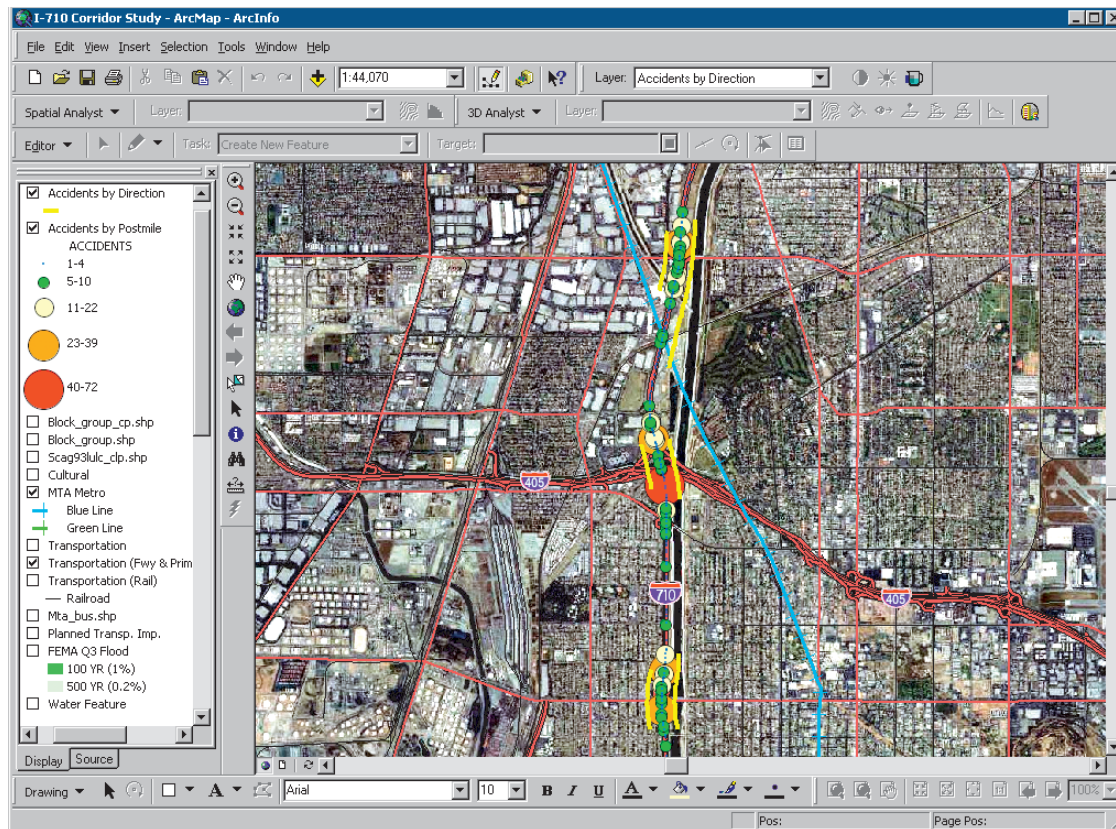 I-710 Corridor Study - ArcMap - ArcInfo
File Edit View Insert Selection Tools Window Help
1:44,070
Layer: Accidents by Direction
Spatial Analyst
Layer:
3D Analyst
Layer:
Editor
Task: Create New Feature
Target:
Accidents by Direction
Accidents by Postmile
ACCIDENTS
1-4
5-10
11-22
23-39
40-72
Block_group_cp.shp
Block_group.shp
Scag93lulc_clp.shp
Cultural
MTA Metro
Blue Line
Green Line
Transportation
Transportation (Fwy & Prim
Transportation (Rail)
Railroad
Mta_bus.shp
Planned Transp. Imp.
FEMA Q3 Flood
100 YR (1%)
500 YR (0.2%)
Water Feature
Display Source
405
710
405
Drawing
A
Arial
10
B I U A
100%
Pos:
Page Pos: